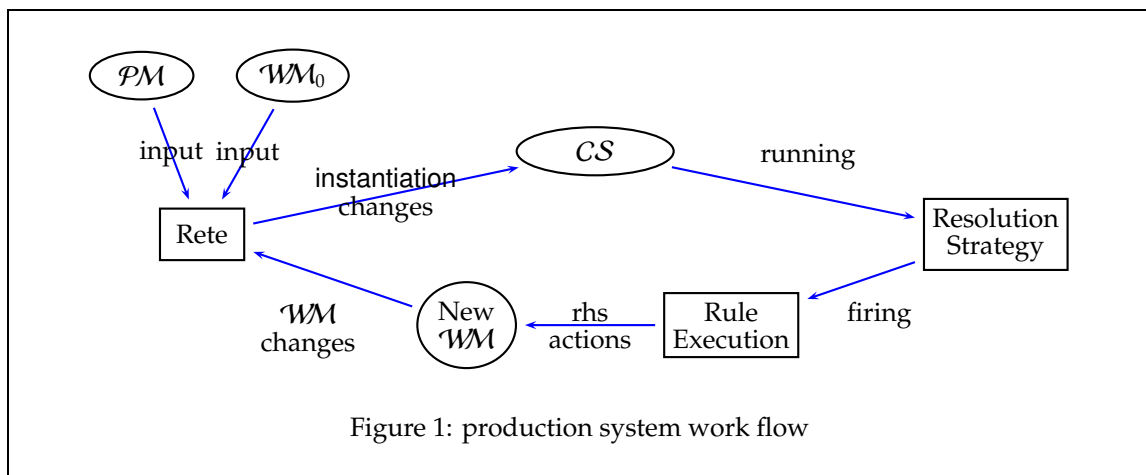 𝒫ℳ
𝒲ℳ₀
input
input
𝒞𝒮
running
instantiation
changes
Rete
Resolution
Strategy
New
𝒲ℳ
rhs
actions
Rule
Execution
firing
𝒲ℳ
changes
Figure 1: production system work flow